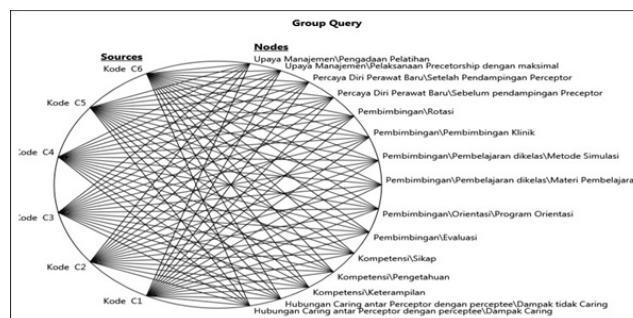 Group Query
Sources
Nodes
Kode C6
Kode C5
Kode C4
Kode C3
Kode C2
Kode C1
Upaya Manajemen\Pengadaan Pelatihan
Upaya Manajemen\Pelaksanaan Precetorship dengan maksimal
Percaya Diri Perawat Baru\Setelah Pendampingan Perceptor
Percaya Diri Perawat Baru\Sebelum pendampingan Preceptor
Pembimbingan\Rotasi
Pembimbingan\Pembimbingan Klinik
Pembimbingan\Pembelajaran dikelas\Metode Simulasi
Pembimbingan\Pembelajaran dikelas\Materi Pembelajara
Pembimbingan\Orientasi\Program Orientasi
Pembimbingan\Evaluasi
Kompetensi\Sikap
Kompetensi\Pengetahuan
Kompetensi\Keterampilan
Hubungan Caring antar Perceptor dengan perceptee\Dampak tidak Caring
Hubungan Caring antar Perceptor dengan perceptee\Dampak Caring